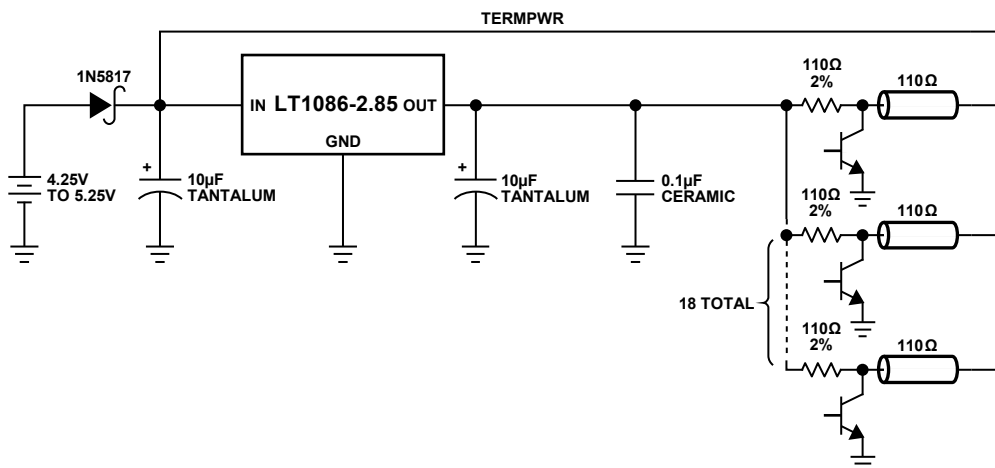 TERMPWR
1N5817
IN LT1086-2.85 OUT
GND
4.25V
TO 5.25V
+
10µF
TANTALUM
+
10µF
TANTALUM
0.1µF
CERAMIC
110Ω
2%
110Ω
110Ω
2%
110Ω
18 TOTAL
110Ω
2%
110Ω